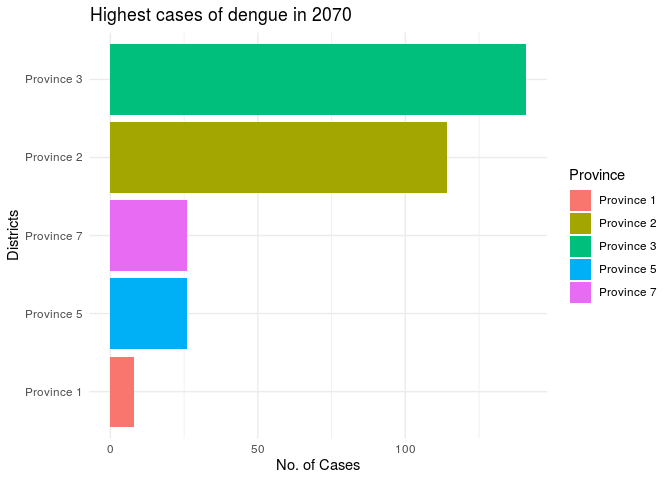 Highest cases of dengue in 2070
Districts
Province 3
Province 2
Province 7
Province 5
Province 1
0
50
100
No. of Cases
Province
Province 1
Province 2
Province 3
Province 5
Province 7